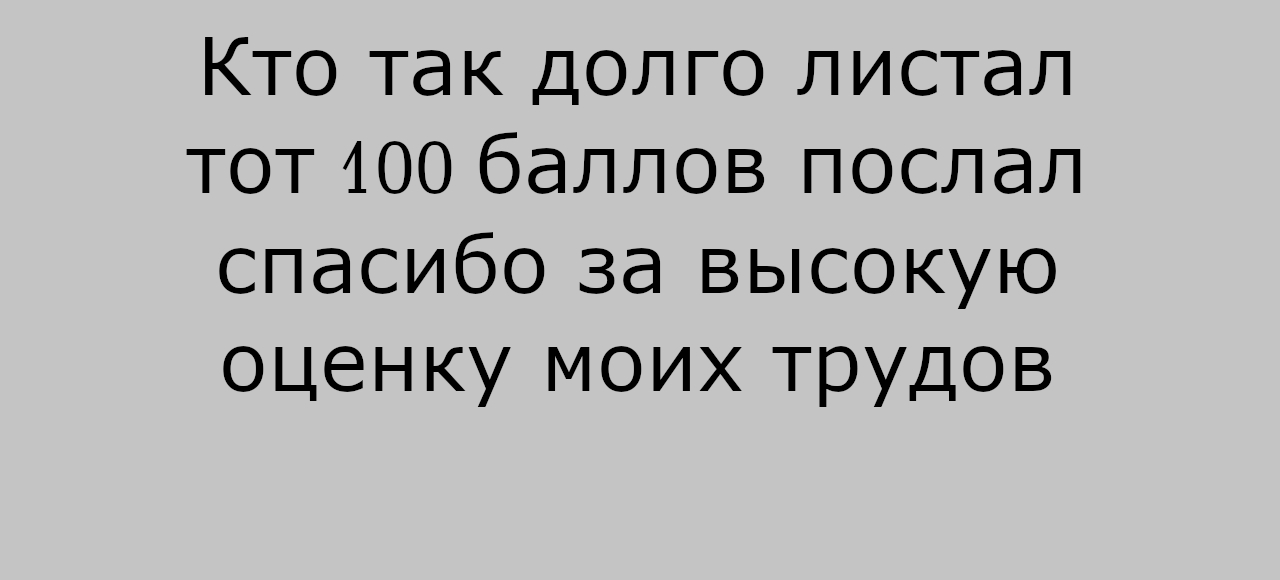 Кто так долго листал
тот 100 баллов послал
спасибо за высокую
оценку моих трудов